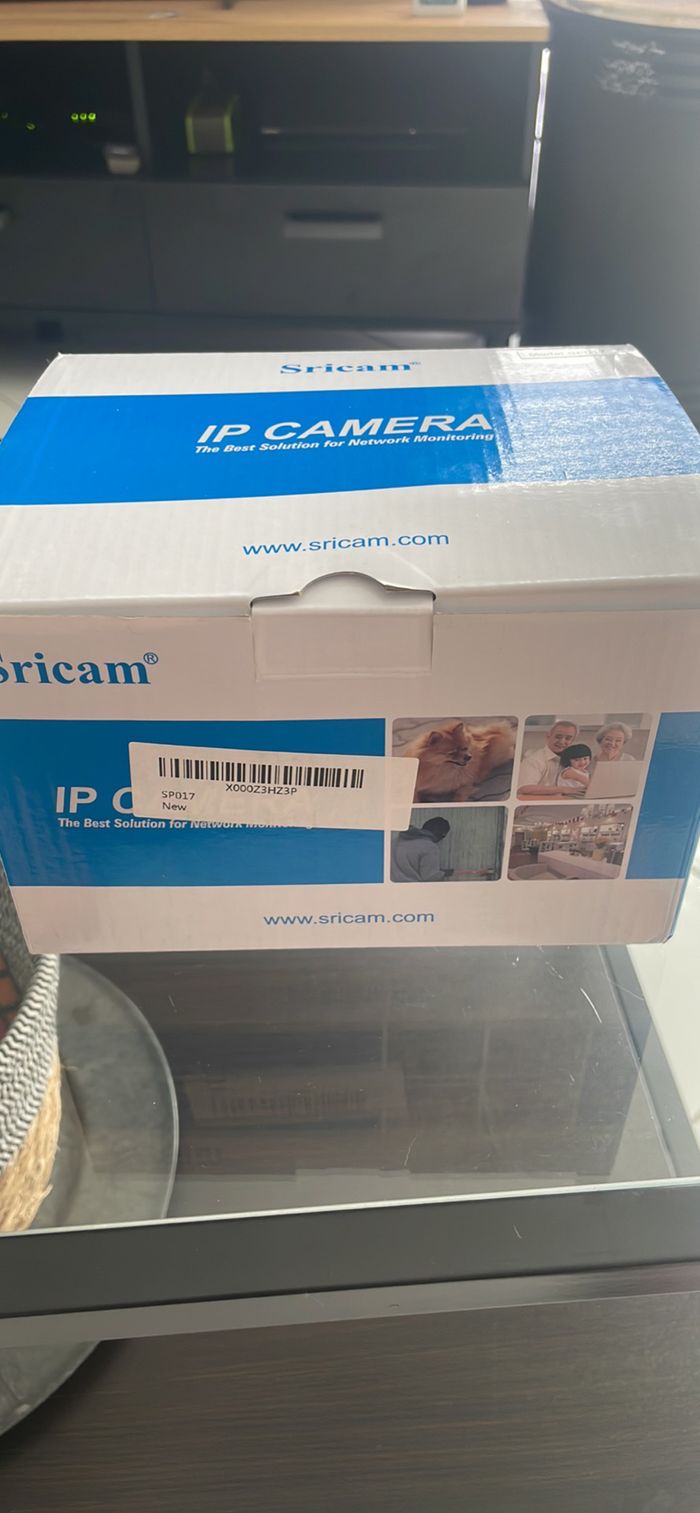 Sricam®
IP CAMERA
The Best Solution for Network Monitoring
www.sricam.com
Sricam®
X000Z3HZ3P
SP017
New
IP C
The Best Solution for Network Monitoring
www.sricam.com